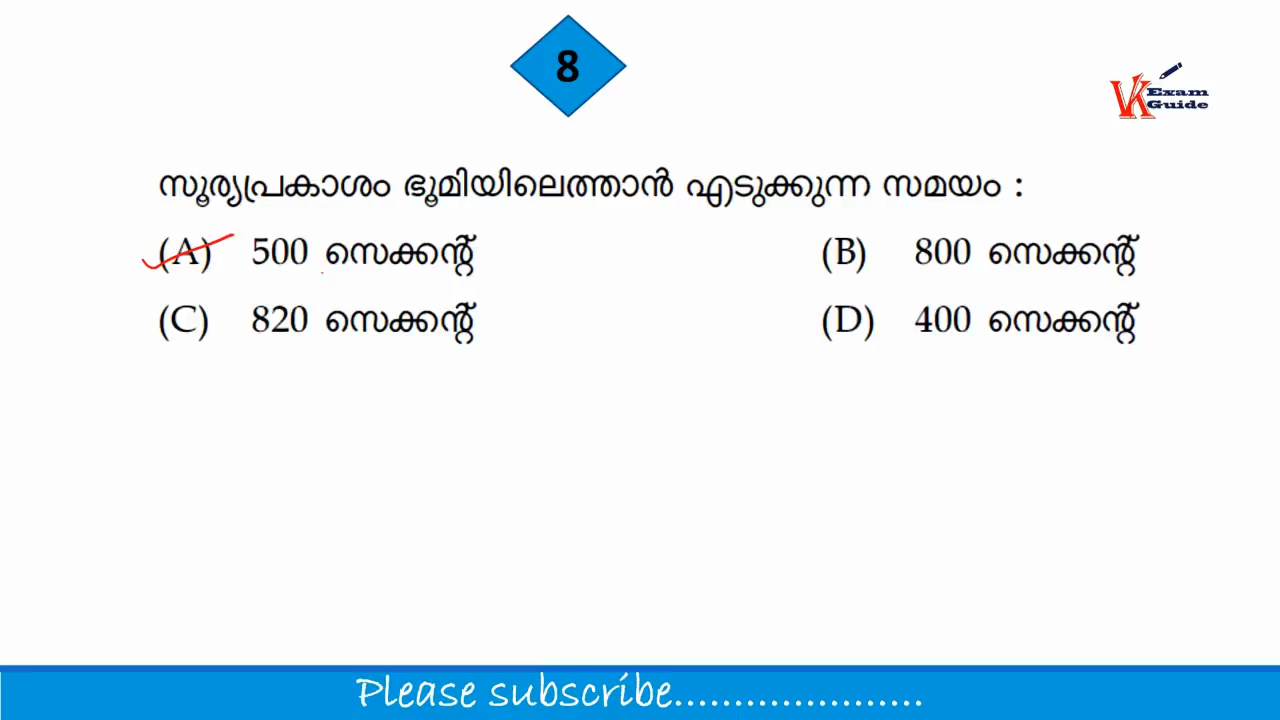 8
VK Exam Guide
സൂര്യപ്രകാശം ഭൂമിയിലെത്താൻ എടുക്കുന്ന സമയം :
(A) 500 സെക്കന്റ് (B) 800 സെക്കന്റ്
(C) 820 സെക്കന്റ് (D) 400 സെക്കന്റ്
Please subscribe.....................